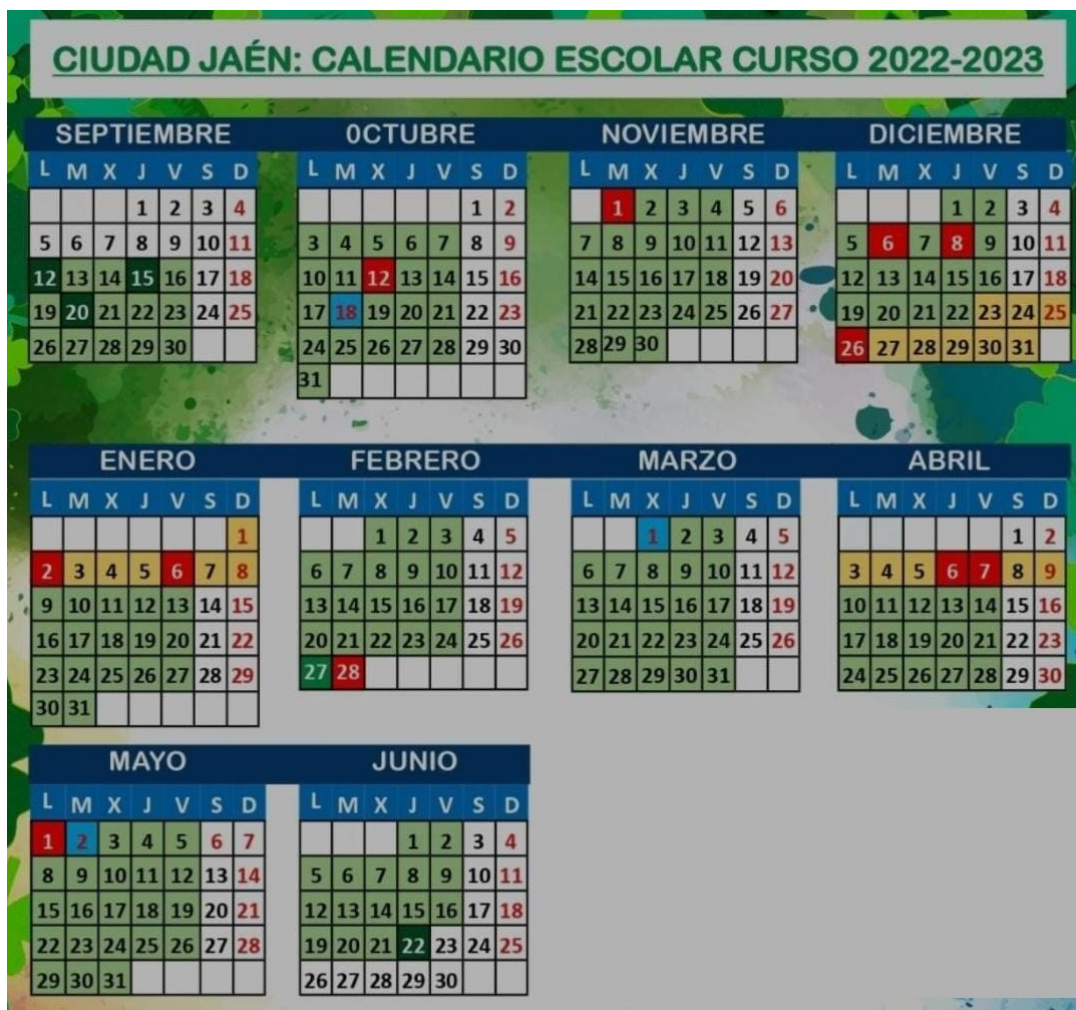 CIUDAD JAÉN: CALENDARIO ESCOLAR CURSO 2022-2023
SEPTIEMBRE
L M X J V S D
1 2 3 4
5 6 7 8 9 10 11
12 13 14 15 16 17 18
19 20 21 22 23 24 25
26 27 28 29 30
0CTUBRE
L M X J V S D
1 2
3 4 5 6 7 8 9
10 11 12 13 14 15 16
17 18 19 20 21 22 23
24 25 26 27 28 29 30
31
NOVIEMBRE
L M X J V S D
1 2 3 4 5 6
7 8 9 10 11 12 13
14 15 16 17 18 19 20
21 22 23 24 25 26 27
28 29 30
DICIEMBRE
L M X J V S D
1 2 3 4
5 6 7 8 9 10 11
12 13 14 15 16 17 18
19 20 21 22 23 24 25
26 27 28 29 30 31
ENERO
L M X J V S D
1
2 3 4 5 6 7 8
9 10 11 12 13 14 15
16 17 18 19 20 21 22
23 24 25 26 27 28 29
30 31
FEBRERO
L M X J V S D
1 2 3 4 5
6 7 8 9 10 11 12
13 14 15 16 17 18 19
20 21 22 23 24 25 26
27 28
MARZO
L M X J V S D
1 2 3 4 5
6 7 8 9 10 11 12
13 14 15 16 17 18 19
20 21 22 23 24 25 26
27 28 29 30 31
ABRIL
L M X J V S D
1 2
3 4 5 6 7 8 9
10 11 12 13 14 15 16
17 18 19 20 21 22 23
24 25 26 27 28 29 30
MAYO
L M X J V S D
1 2 3 4 5 6 7
8 9 10 11 12 13 14
15 16 17 18 19 20 21
22 23 24 25 26 27 28
29 30 31
JUNIO
L M X J V S D
1 2 3 4
5 6 7 8 9 10 11
12 13 14 15 16 17 18
19 20 21 22 23 24 25
26 27 28 29 30